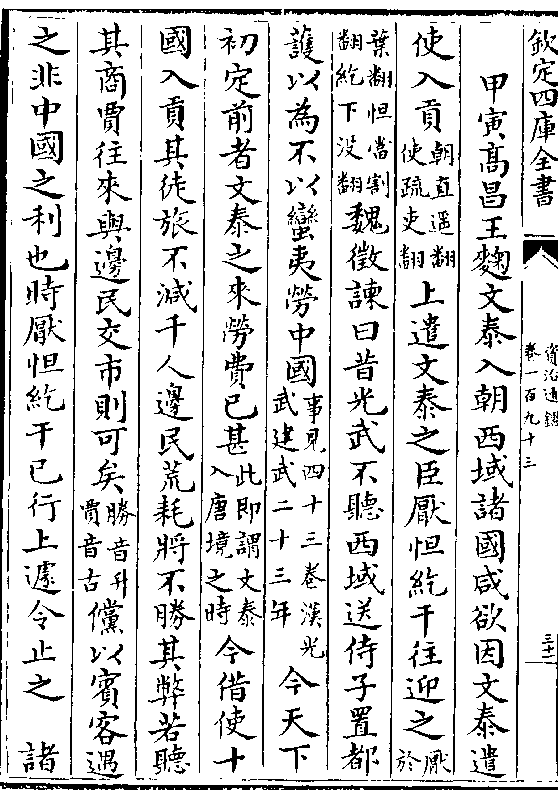 欽定四庫全書
資治通鑑
卷一百九十三
三十一
甲寅髙昌王麴文泰入朝西域諸國咸欲因文泰遣
使入貢朝直遥翻使疏吏翻上遣文泰之臣厭怛紇干往迎之厭於
葉翻怛當割翻紇下没翻魏徵諫曰昔光武不聽西域送侍子置都
䕶以為不以蠻夷勞中國事見四十三卷漢光武建武二十三年今天下
初定前者文泰之來勞費已甚此即謂文泰入唐境之時今借使十
國入貢其徒旅不減千人邊民荒耗將不勝其弊若聽
其商賈往來與邊民交市則可矣勝音升賈音古儻以賓客遇
之非中國之利也時厭怛紇干已行上遽令止之　諸